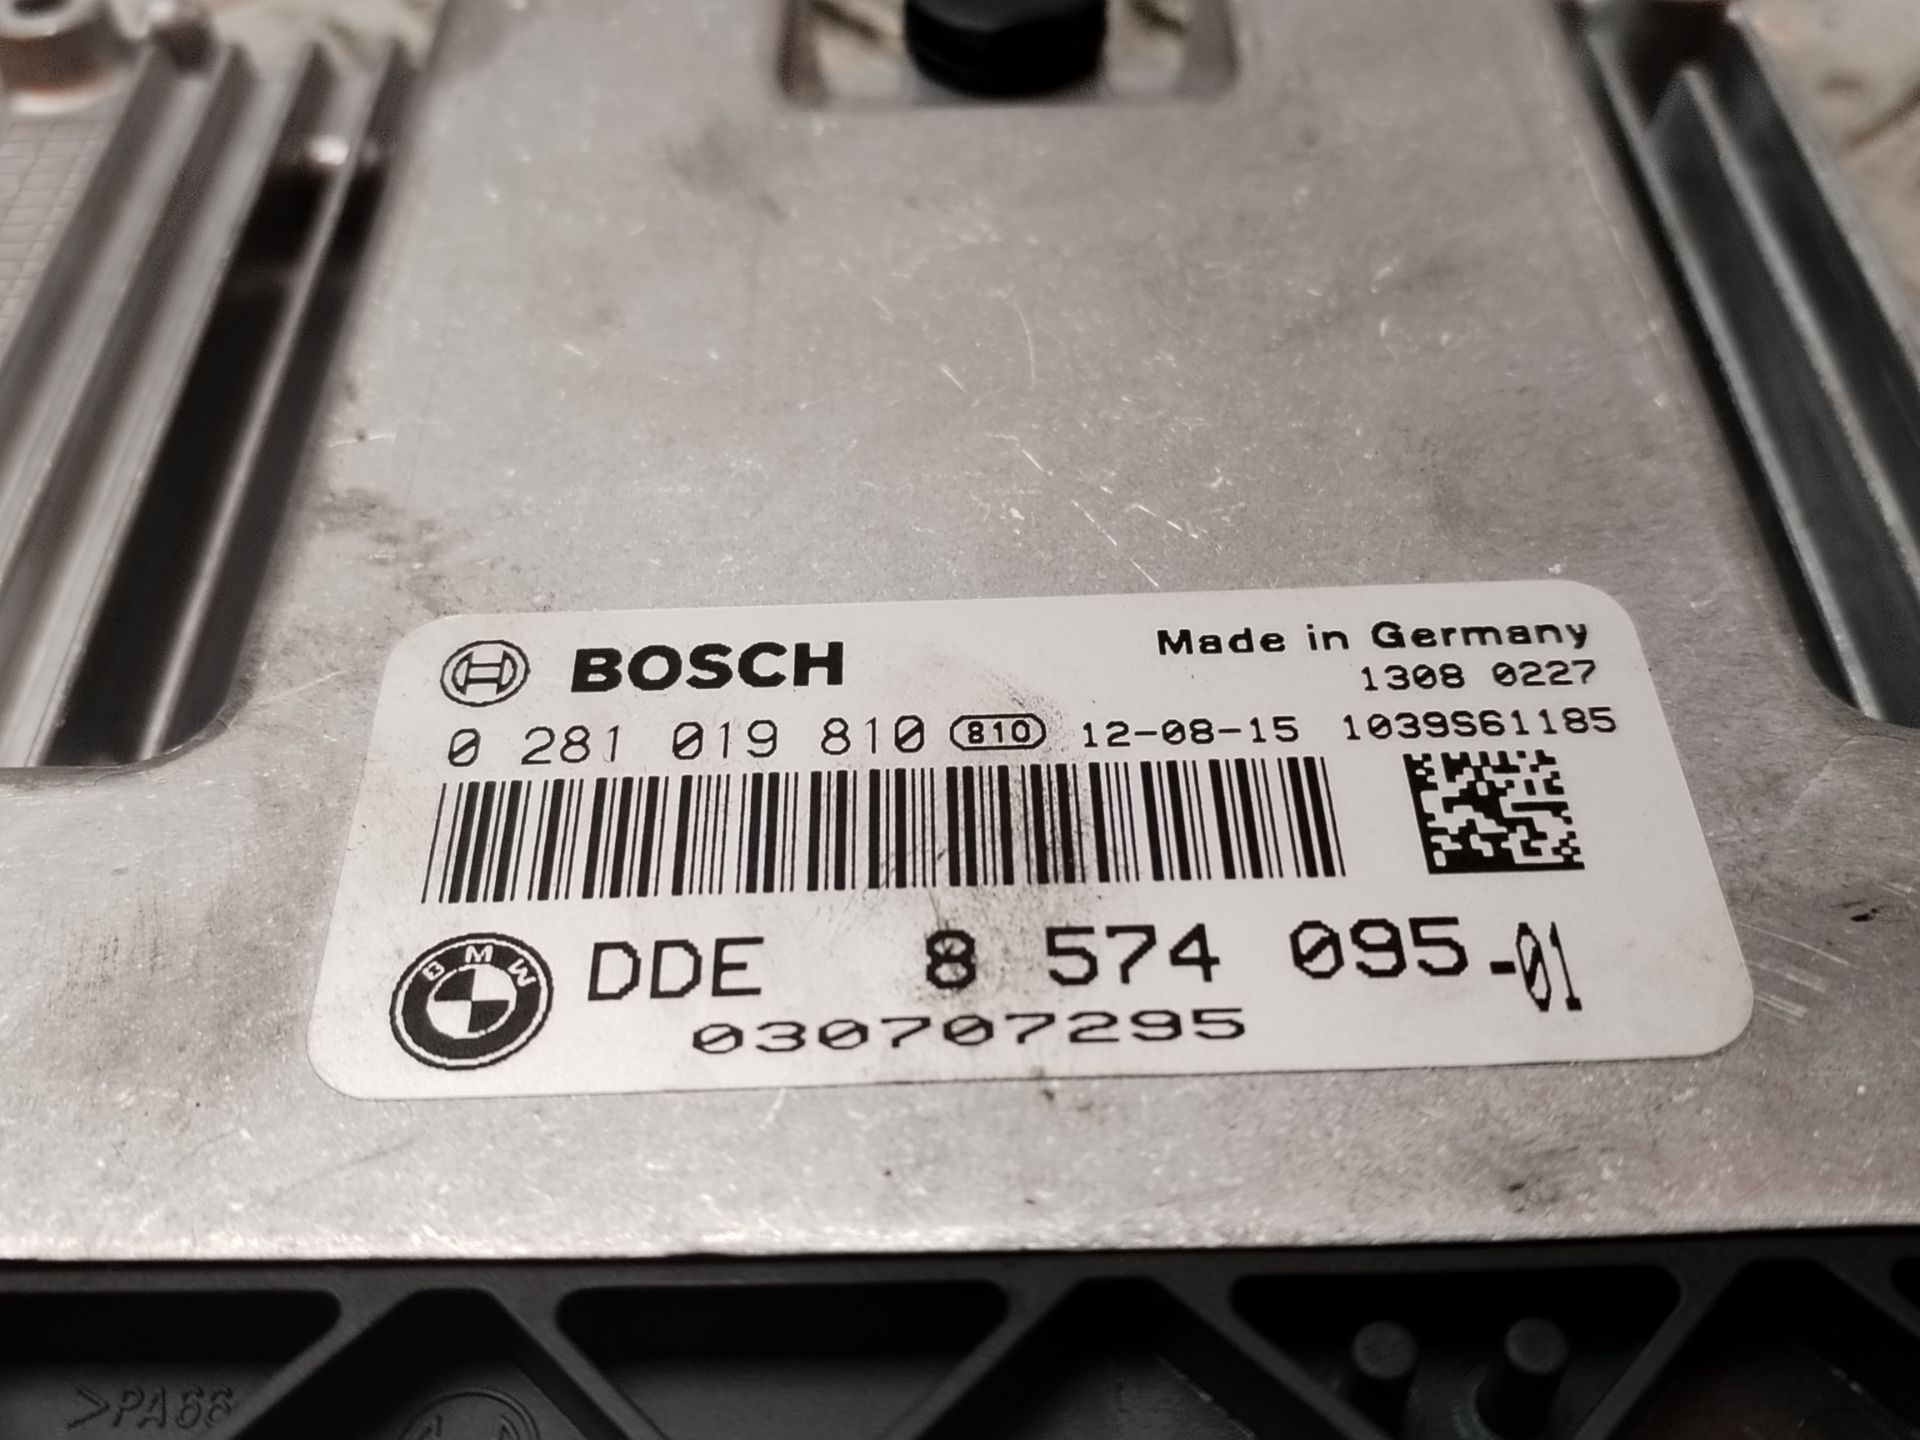 BOSCH Made in Germany
1308 0227
0 281 019 810 810 12-08-15 1039S61185
BMW DDE 8 574 095-01
030707295
>PA66